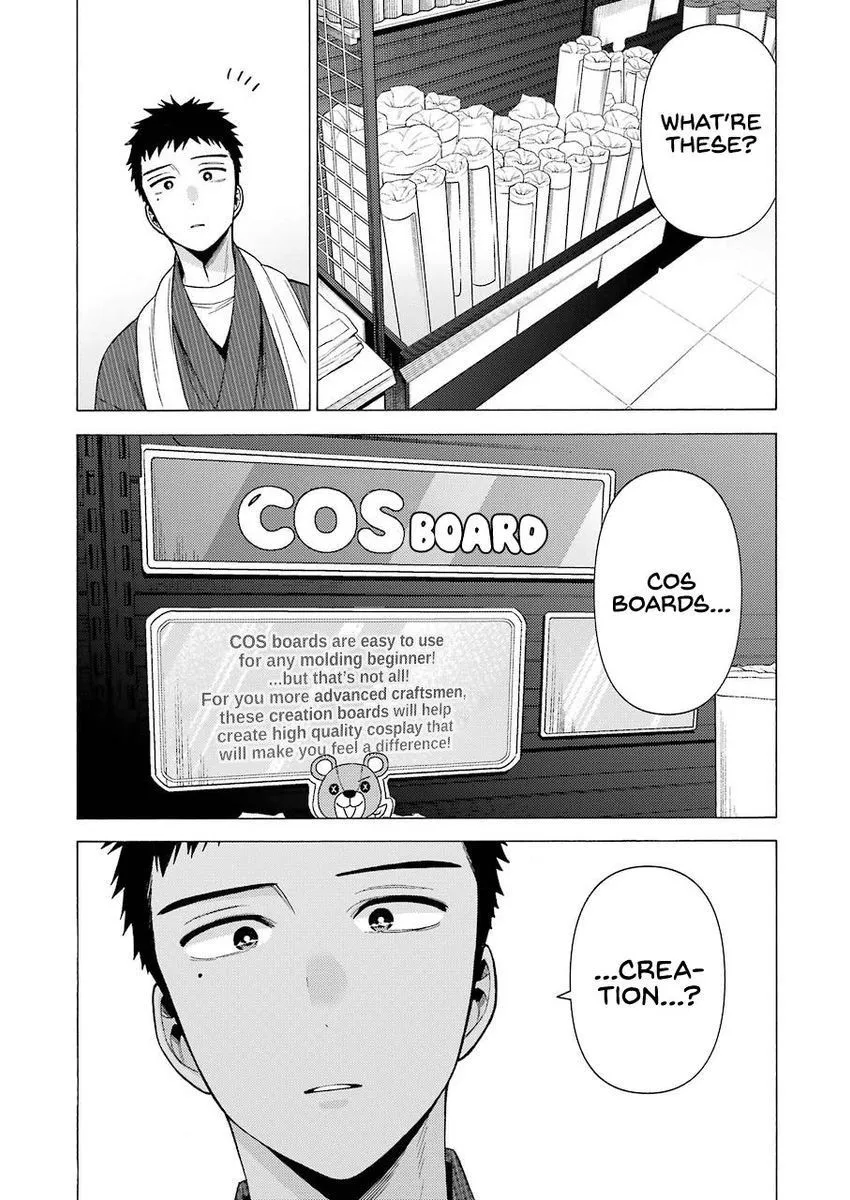 WHAT'RE
THESE?
COS BOARD
COS
BOARDS...
COS boards are easy to use
for any molding beginner!
...but that's not all!
For you more advanced craftsmen,
these creation boards will help
create high quality cosplay that
will make you feel a difference!
...CREA-
TION...?